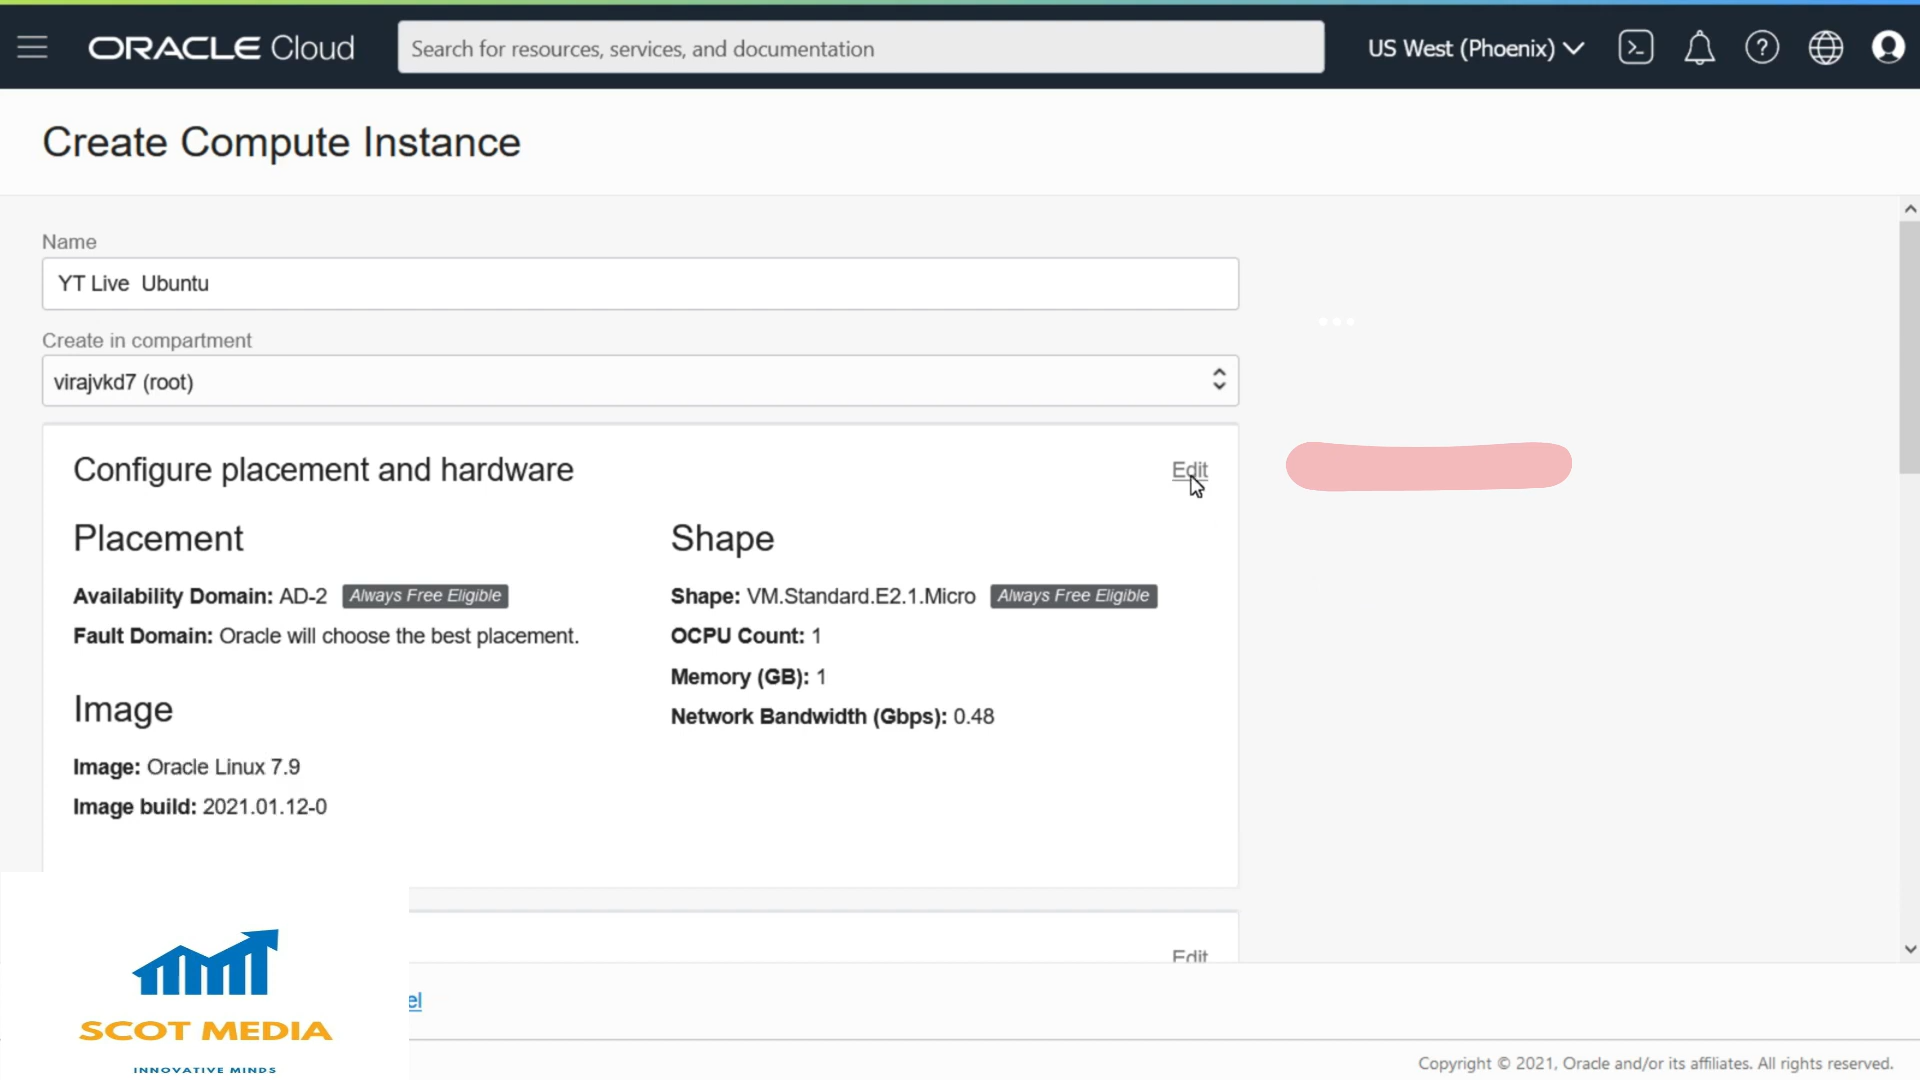 ORACLE Cloud
Search for resources, services, and documentation
US West (Phoenix)
Create Compute Instance
Name
YT Live  Ubuntu
Create in compartment
virajvkd7 (root)
Configure placement and hardware
Edit
Placement
Shape
Availability Domain: AD-2 Always Free Eligible
Shape: VM.Standard.E2.1.Micro Always Free Eligible
Fault Domain: Oracle will choose the best placement.
OCPU Count: 1
Memory (GB): 1
Image
Network Bandwidth (Gbps): 0.48
Image: Oracle Linux 7.9
Image build: 2021.01.12-0
Edit
el
SCOT MEDIA
INNOVATIVE MINDS
Copyright © 2021, Oracle and/or its affiliates. All rights reserved.